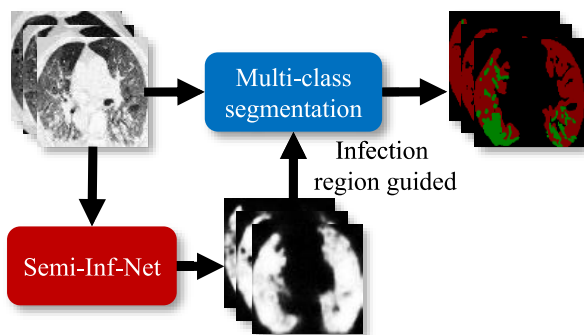 Multi-class
segmentation
Infection
region guided
Semi-Inf-Net